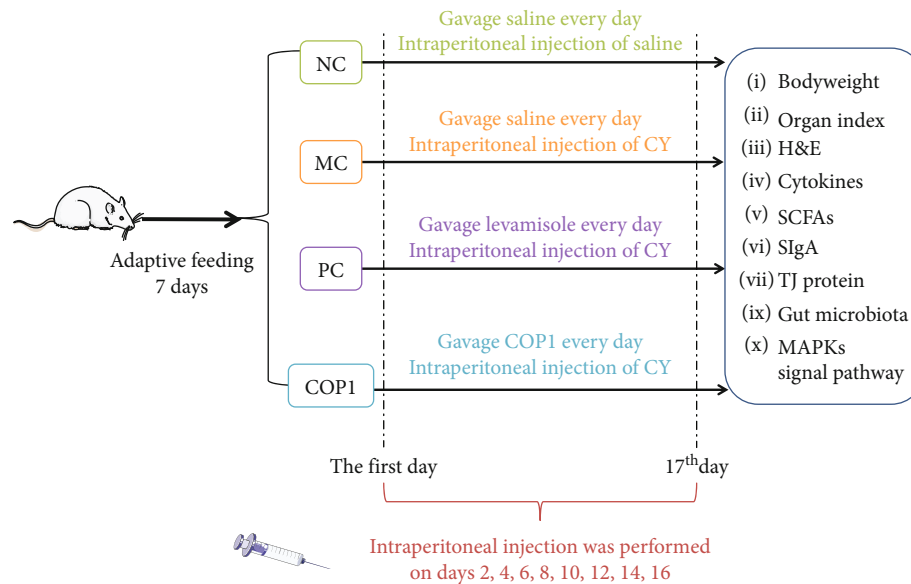 Gavage saline every day
Intraperitoneal injection of saline
NC
Gavage saline every day
Intraperitoneal injection of CY
MC
Adaptive feeding
7 days
Gavage levamisole every day
Intraperitoneal injection of CY
PC
Gavage COP1 every day
Intraperitoneal injection of CY
COP1
(i) Bodyweight
(ii) Organ index
(iii) H&E
(iv) Cytokines
(v) SCFAs
(vi) SIgA
(vii) TJ protein
(ix) Gut microbiota
(x) MAPKs
signal pathway
The first day
17th day
Intraperitoneal injection was performed
on days 2, 4, 6, 8, 10, 12, 14, 16